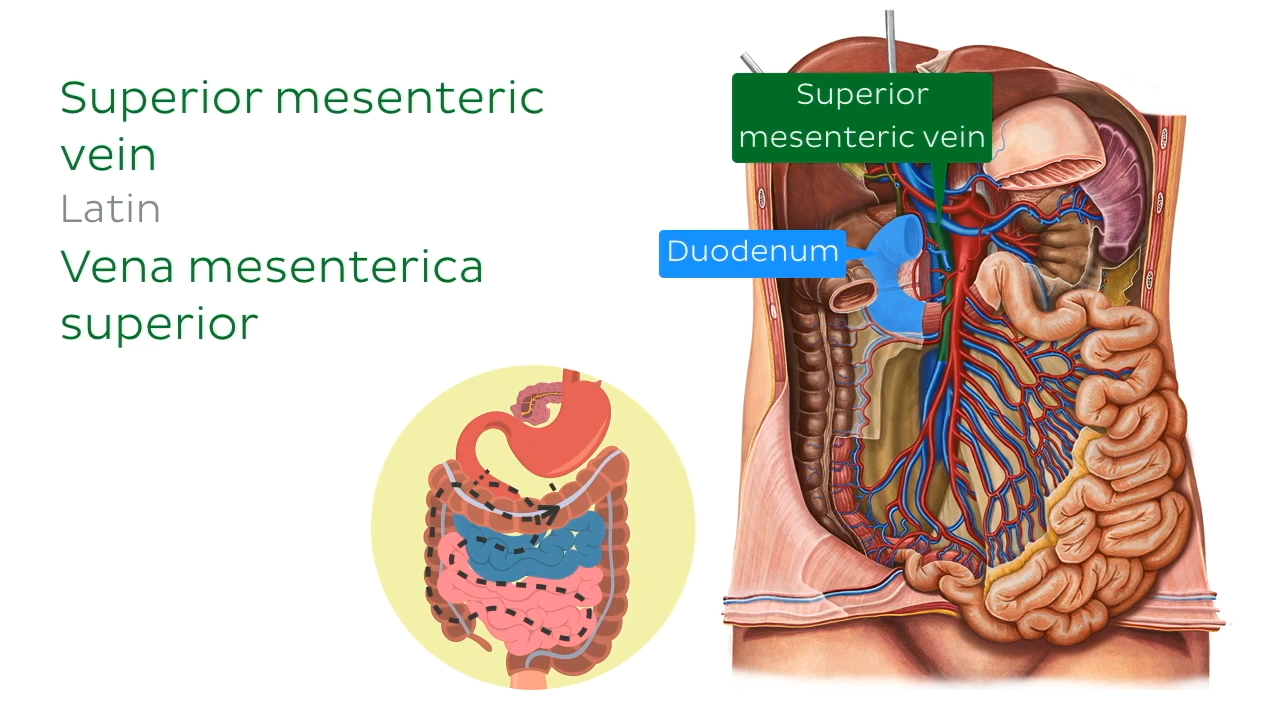 Superior mesenteric
vein
Latin
Vena mesenterica
superior
Superior
mesenteric vein
Duodenum